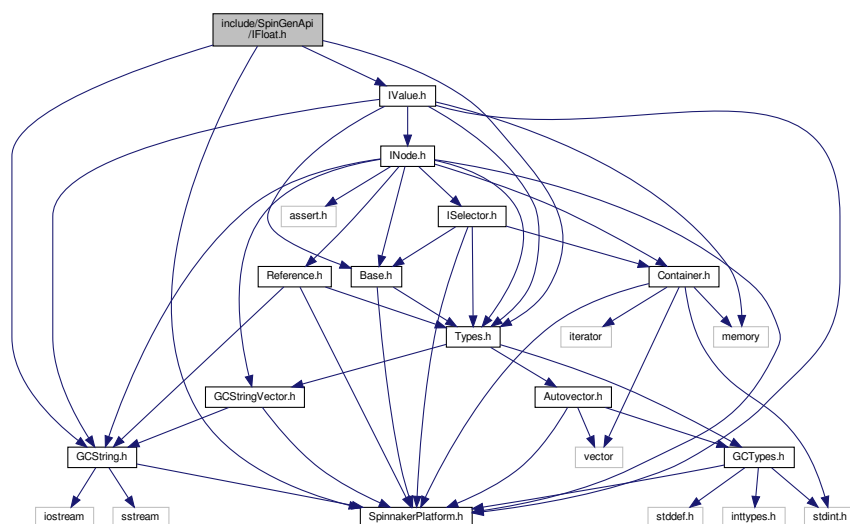 include/SpinGenApi
/IFloat.h
IValue.h
INode.h
assert.h
ISelector.h
Reference.h
Base.h
Container.h
Types.h
iterator
memory
GCStringVector.h
Autovector.h
GCString.h
vector
GCTypes.h
iostream
sstream
SpinnakerPlatform.h
stddef.h
inttypes.h
stdint.h